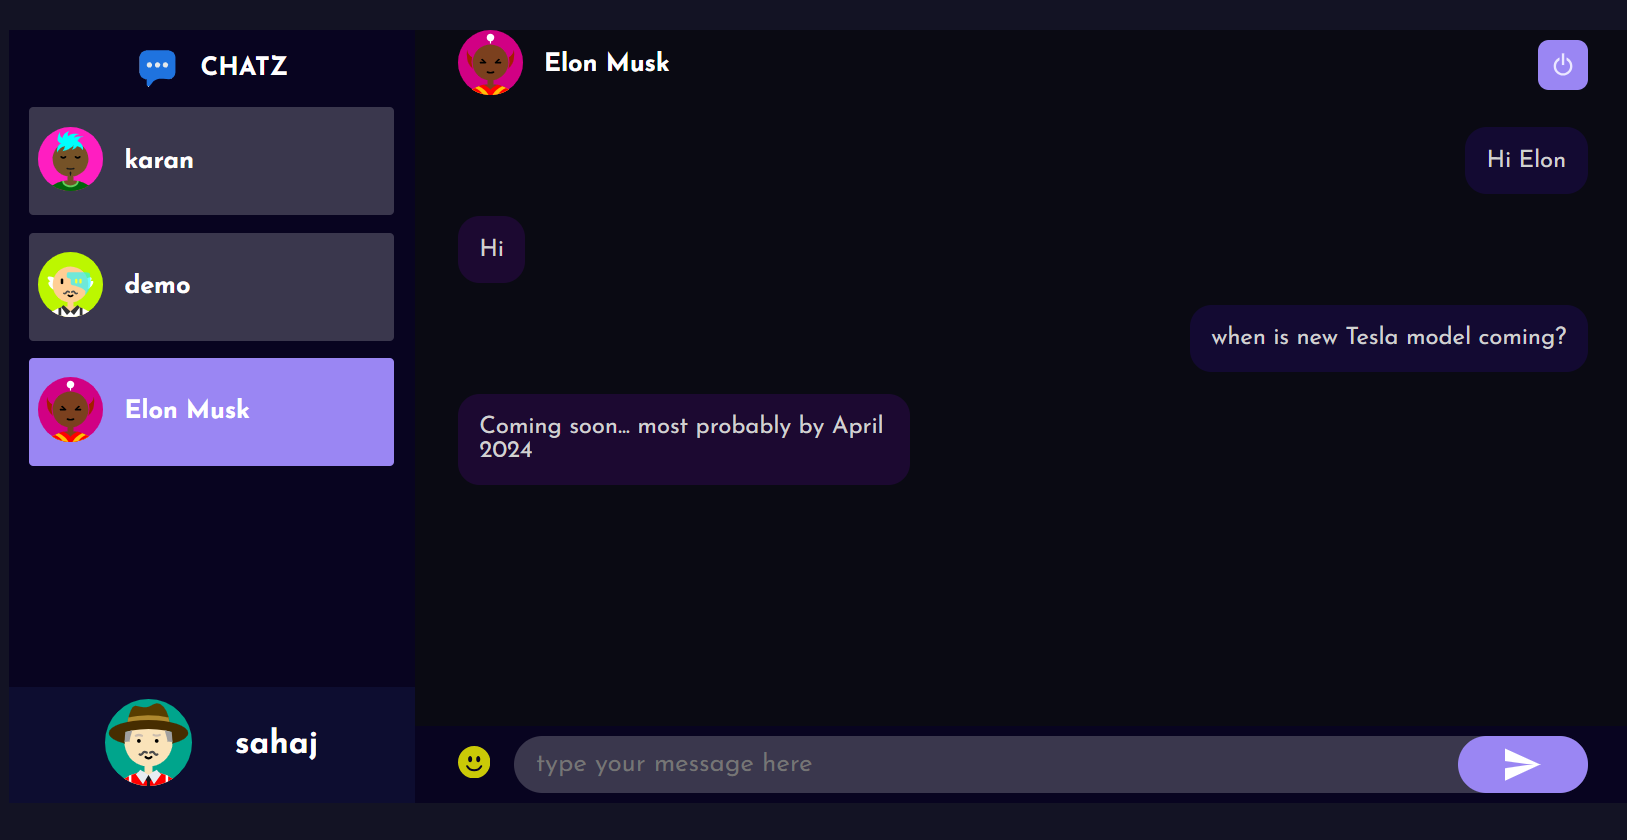 CHATZ
karan
demo
Elon Musk
sahaj
Elon Musk
Hi Elon
Hi
when is new Tesla model coming?
Coming soon... most probably by April
2024
type your message here